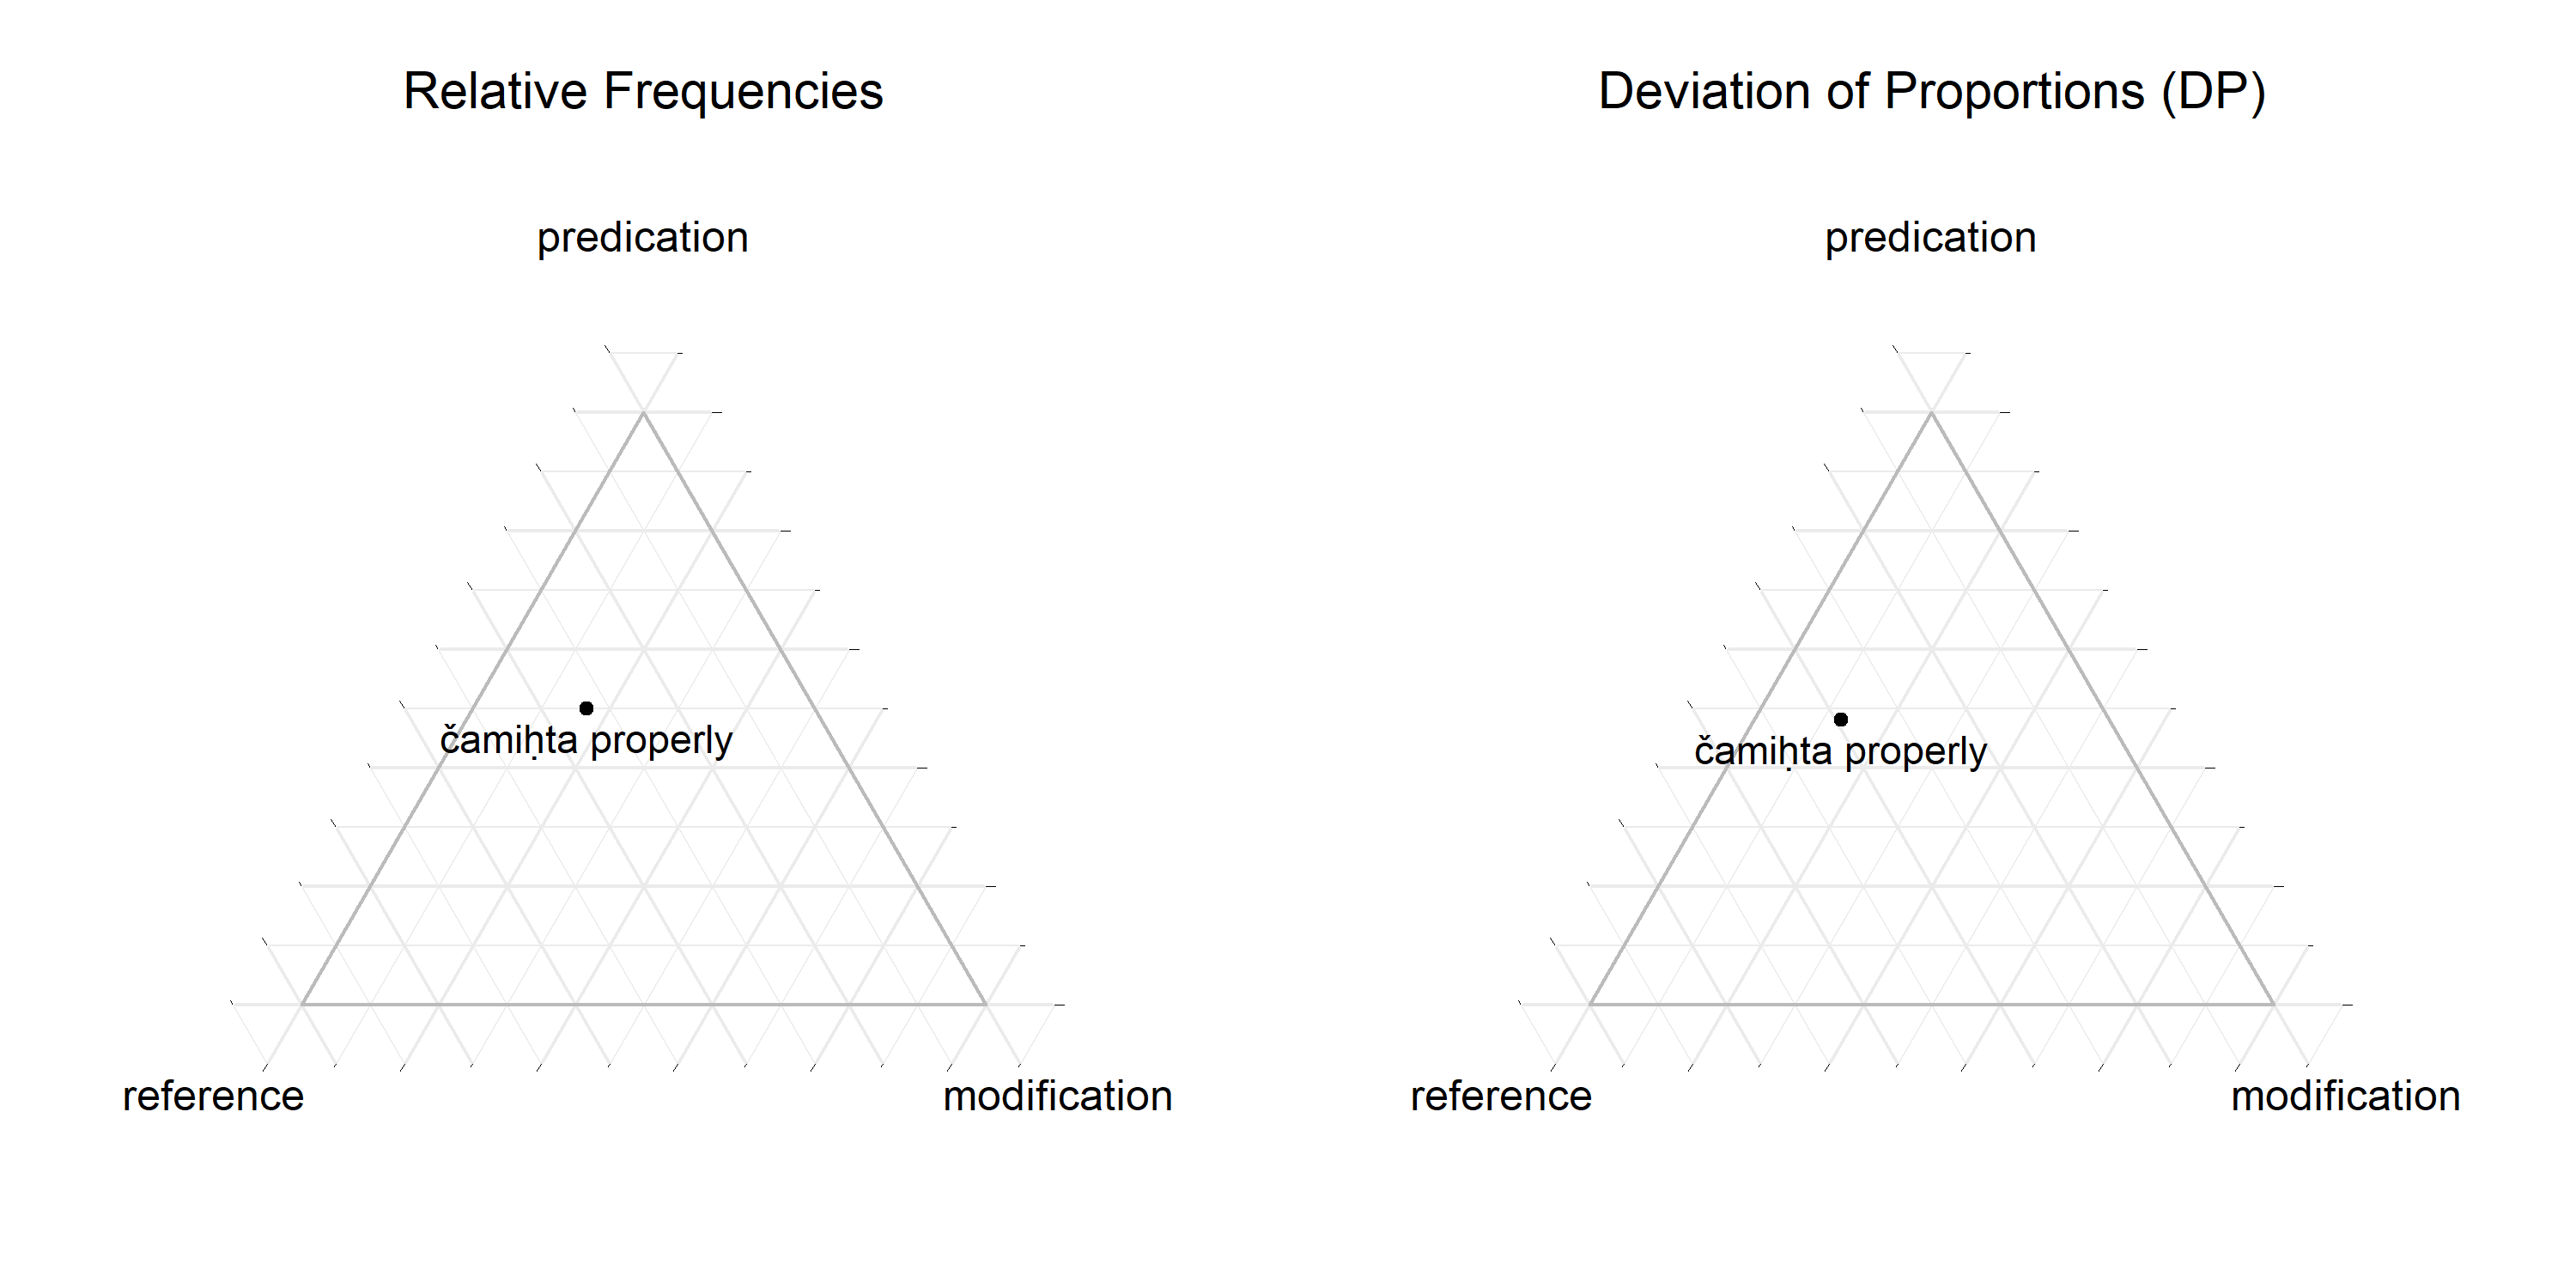 Relative Frequencies
predication
čamiḥta properly
reference
modification
Deviation of Proportions (DP)
predication
čamiḥta properly
reference
modification